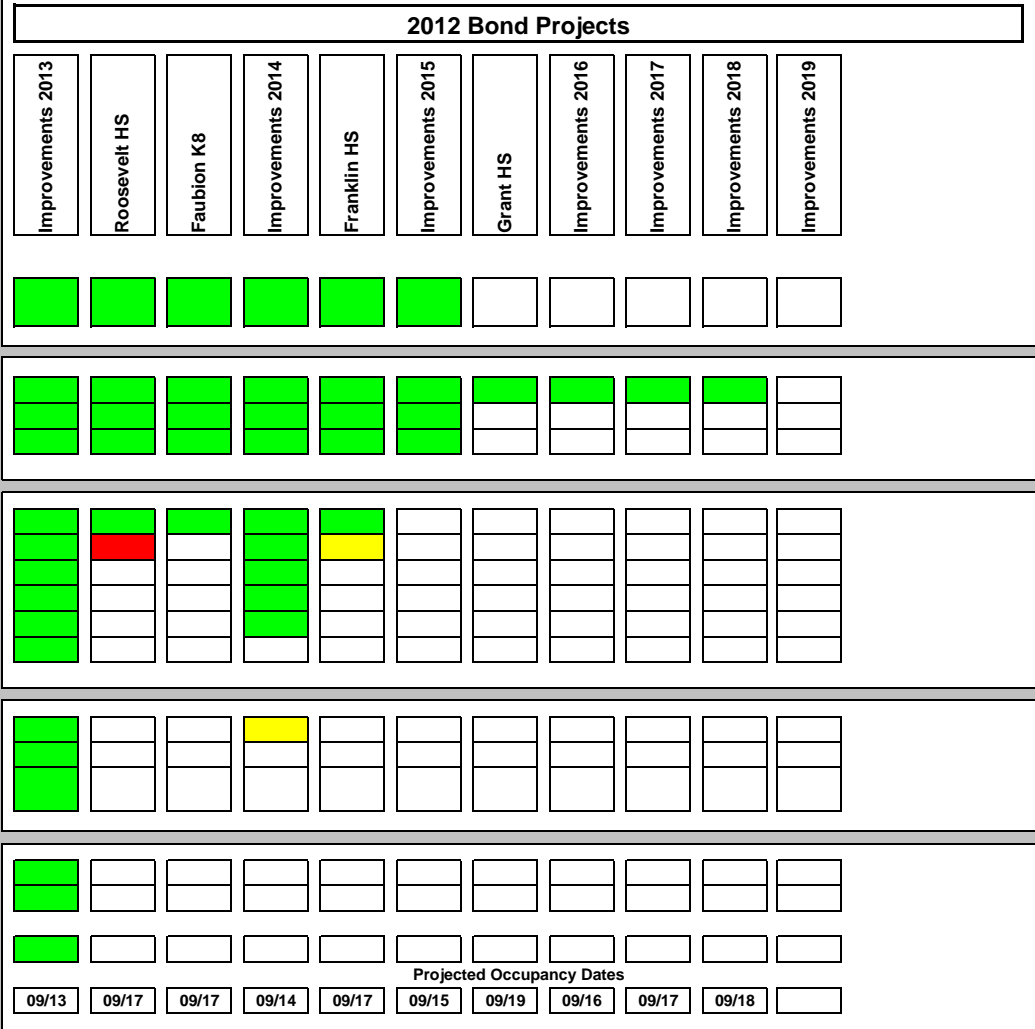 2012 Bond Projects
Improvements 2013
Roosevelt HS
Faubion K8
Improvements 2014
Franklin HS
Improvements 2015
Grant HS
Improvements 2016
Improvements 2017
Improvements 2018
Improvements 2019
Projected Occupancy Dates
09/13 09/17 09/17 09/14 09/17 09/15 09/19 09/16 09/17 09/18